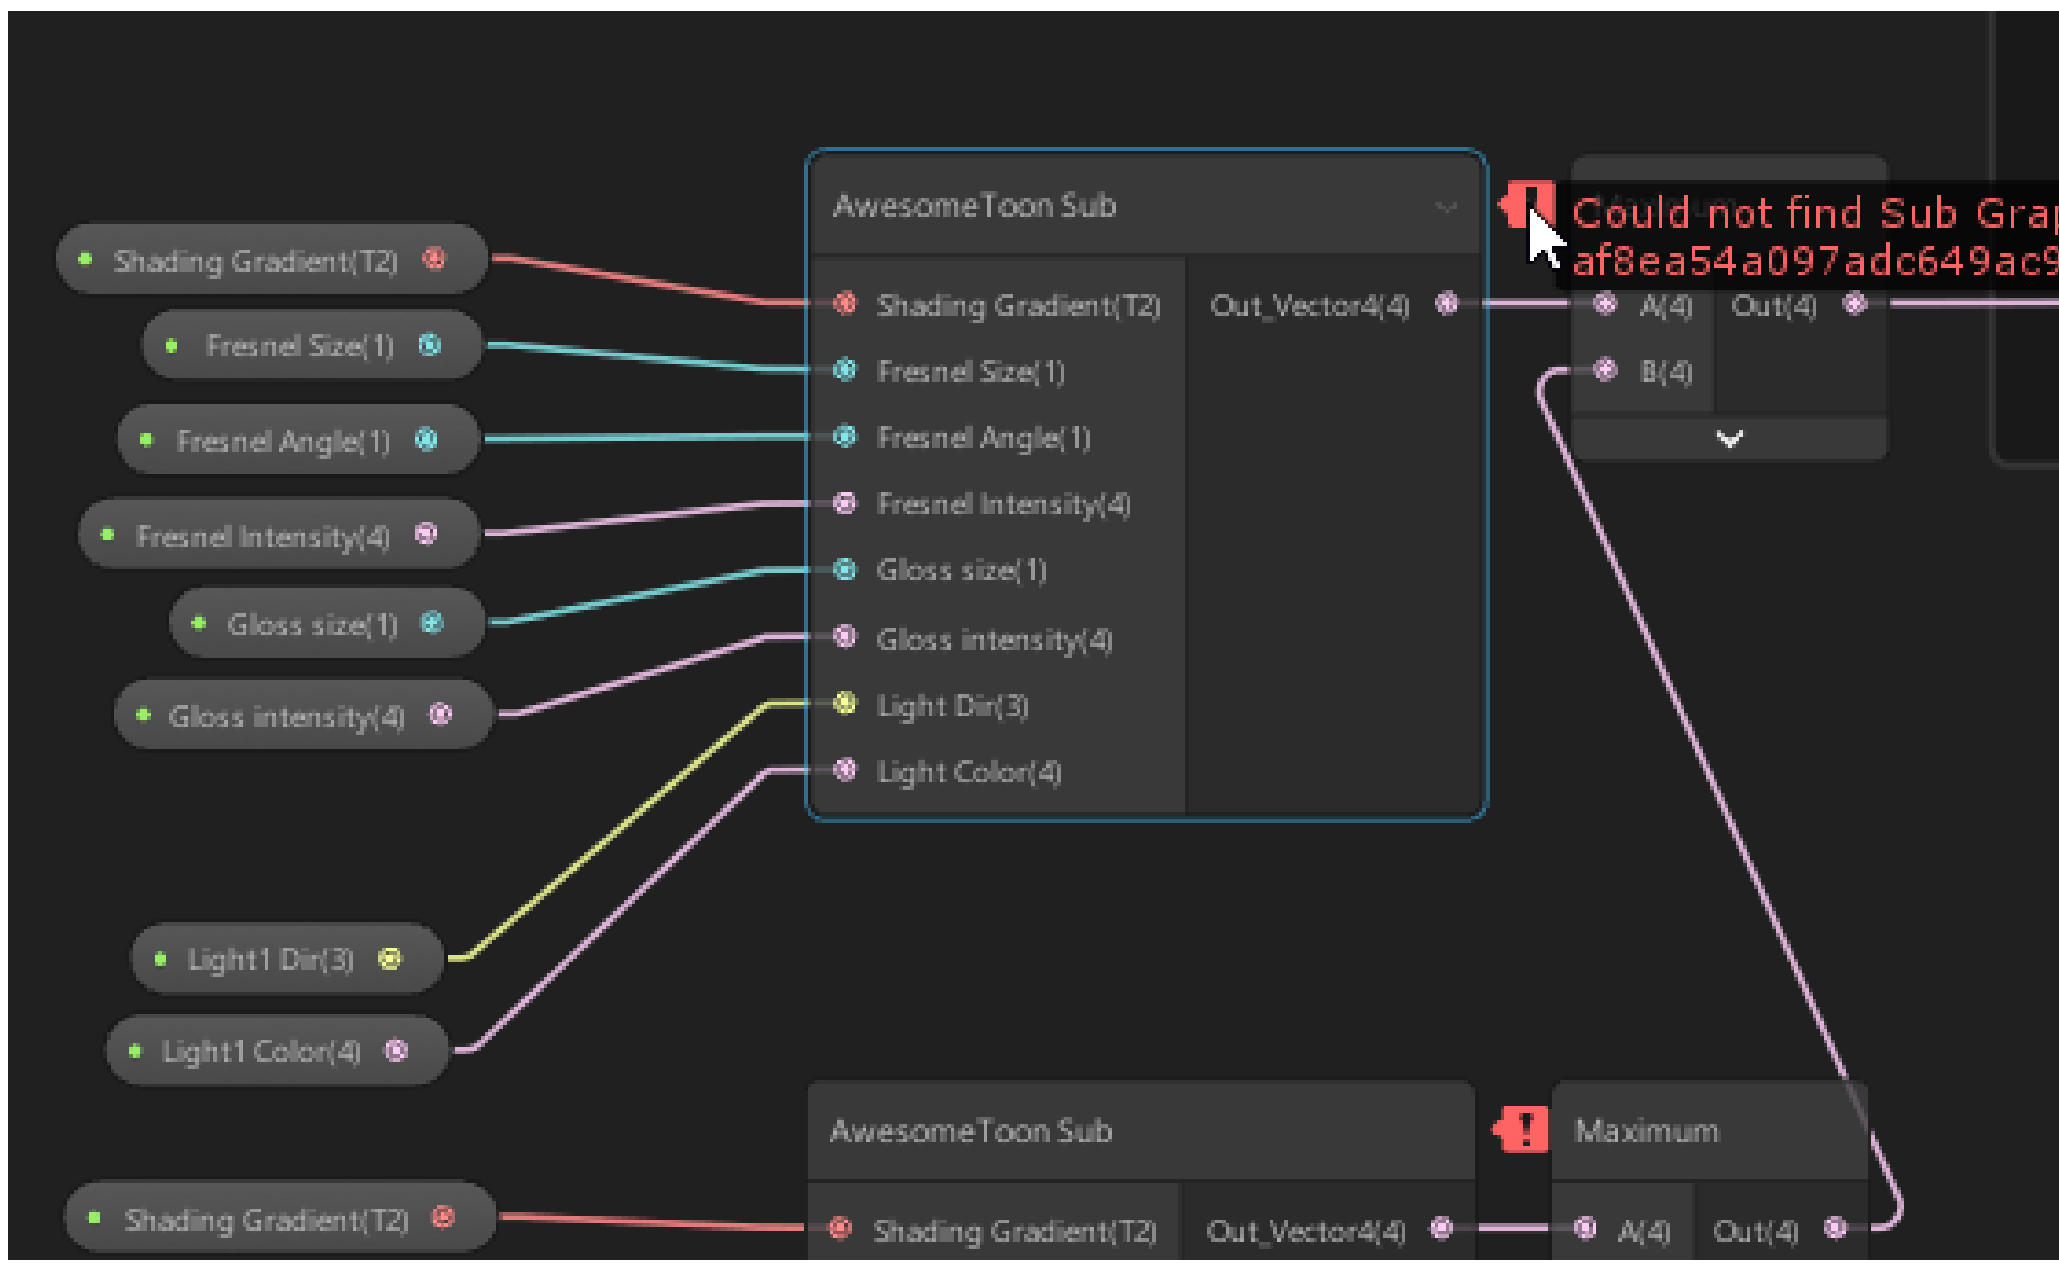 AwesomeToon Sub
Could not find Sub Grap
af8ea54a097adc649ac9
Shading Gradient(T2)
Fresnel Size(1)
Fresnel Angle(1)
Fresnel Intensity(4)
Gloss size(1)
Gloss intensity(4)
Light1 Dir(3)
Light1 Color(4)
Shading Gradient(T2)
Fresnel Size(1)
Fresnel Angle(1)
Fresnel Intensity(4)
Gloss size(1)
Gloss intensity(4)
Light Dir(3)
Light Color(4)
Out_Vector4(4)
A(4)
B(4)
Out(4)
AwesomeToon Sub
Maximum
Shading Gradient(T2)
Shading Gradient(T2)
Out_Vector4(4)
A(4)
Out(4)